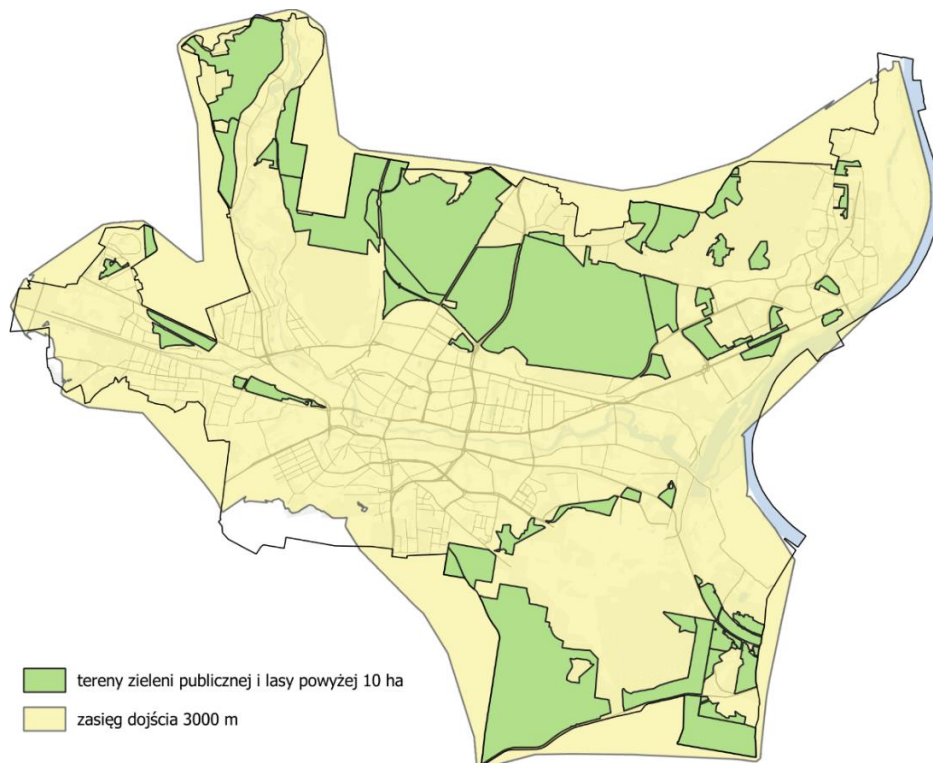 tereny zieleni publicznej i lasy powyżej 10 ha
zasięg dojścia 3000 m